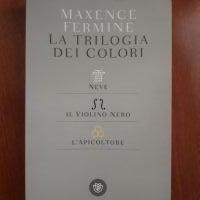 MAXENCE
FERMINE
LA TRILOGIA
DEI COLORI
NEVE
IL VIOLINO NERO
L'APICOLTORE